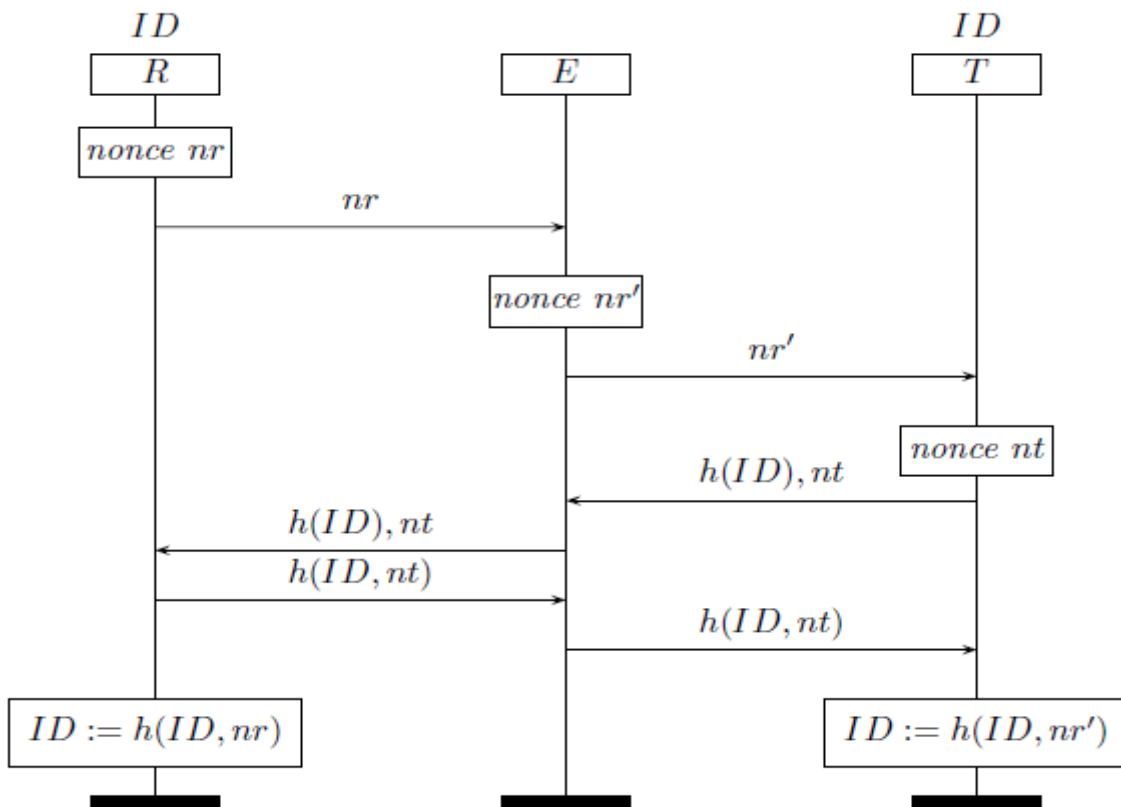 ID ID
R E T
nonce nr
nr
nonce nr′
nr′
nonce nt
h(ID), nt
h(ID), nt
h(ID, nt)
h(ID, nt)
ID := h(ID, nr) ID := h(ID, nr′)